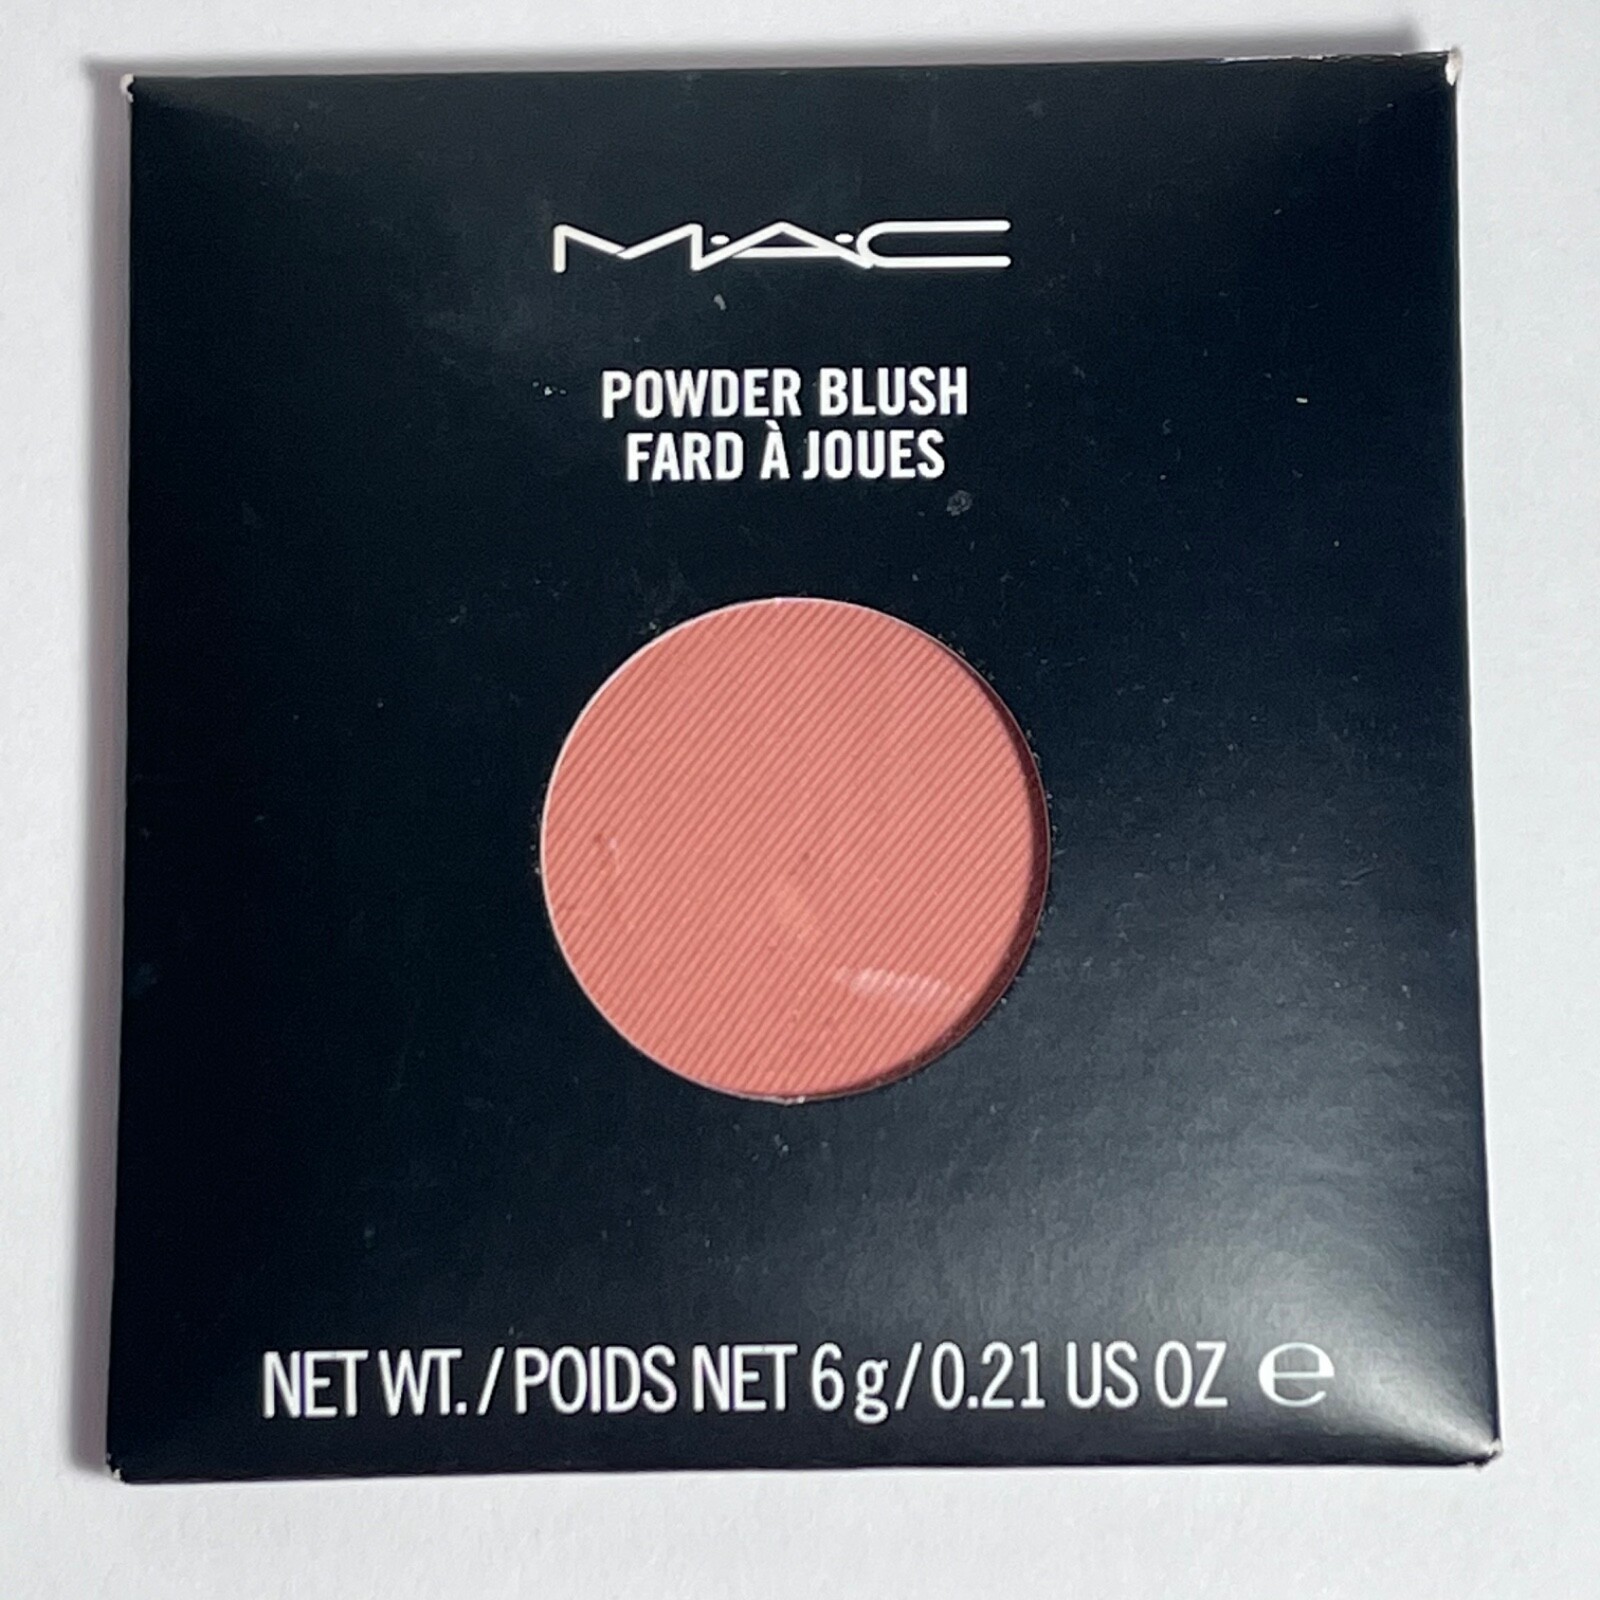 M·A·C
POWDER BLUSH
FARD À JOUES
NET WT. / POIDS NET 6 g / 0.21 US OZ ℮